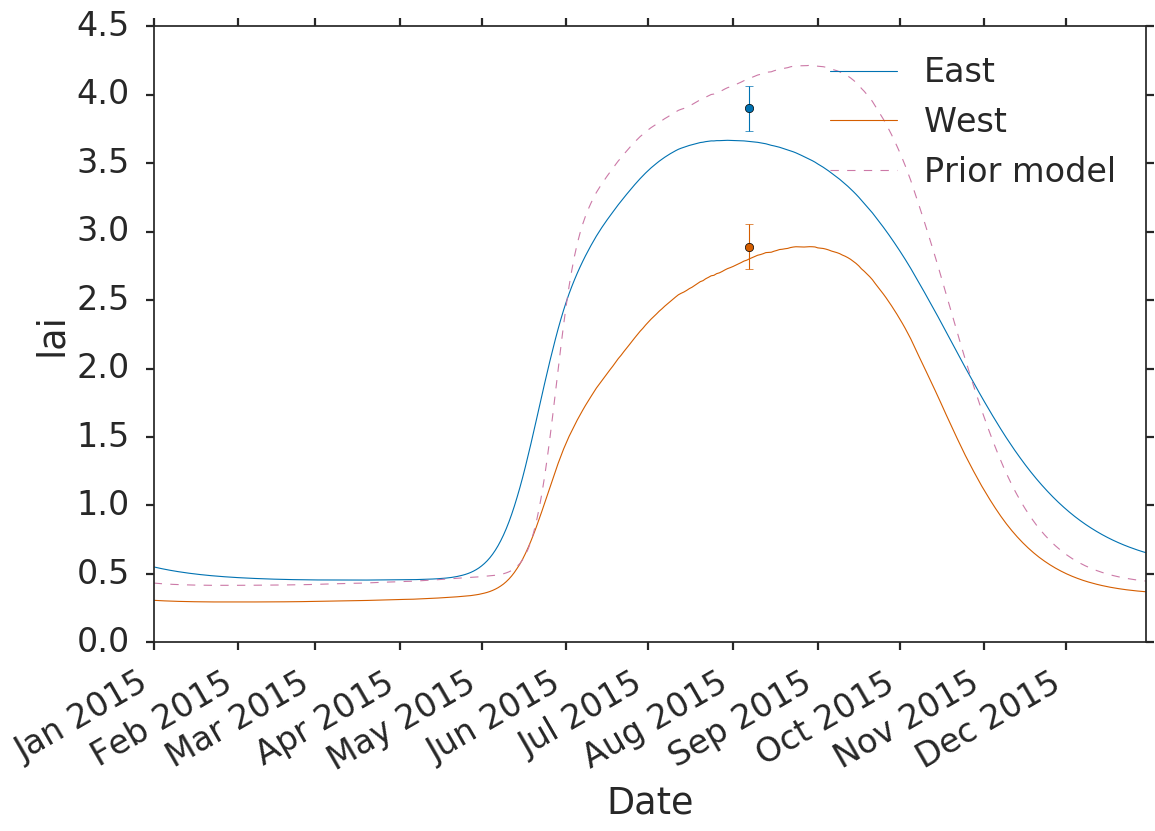 4.5
4.0
3.5
3.0
2.5
2.0
1.5
1.0
0.5
0.0
lai
East
West
Prior model
Jan 2015
Feb 2015
Mar 2015
Apr 2015
May 2015
Jun 2015
Jul 2015
Aug 2015
Sep 2015
Oct 2015
Nov 2015
Dec 2015
Date